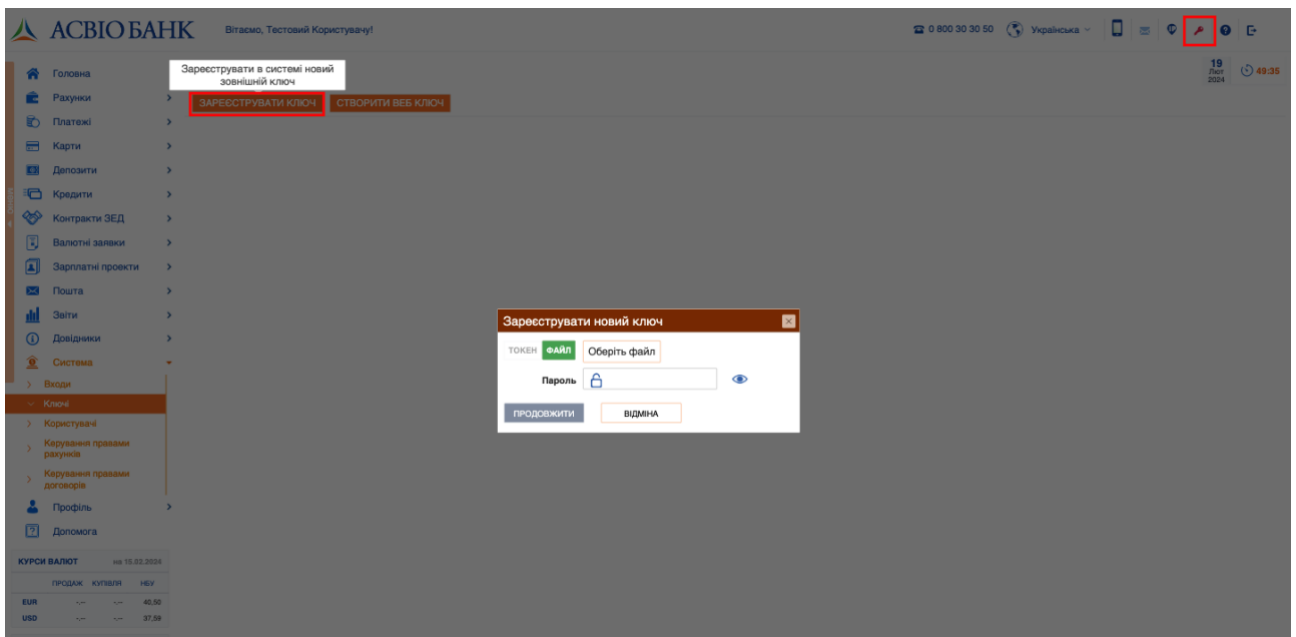 АСВІО БАНК
Вітаємо, Тестовий Користувачу!
0 800 30 30 50
Українська
19
Лют
2024
49:35
Зареєструвати в системі новий
зовнішній ключ
ЗАРЕЄСТРУВАТИ КЛЮЧ
СТВОРИТИ ВЕБ КЛЮЧ
Головна
Рахунки
Платежі
Карти
Депозити
Кредити
Контракти ЗЕД
Валютні заявки
Зарплатні проекти
Пошта
Звіти
Довідники
Система
Входи
Ключі
Користувачі
Керування правами
рахунків
Керування правами
договорів
Профіль
Допомога
КУРСИ ВАЛЮТ на 15.02.2024
ПРОДАЖ КУПІВЛЯ НБУ
EUR -,-- -,-- 40,50
USD -,-- -,-- 37,59
Зареєструвати новий ключ
ТОКЕН ФАЙЛ Оберіть файл
Пароль
ПРОДОВЖИТИ ВІДМІНА